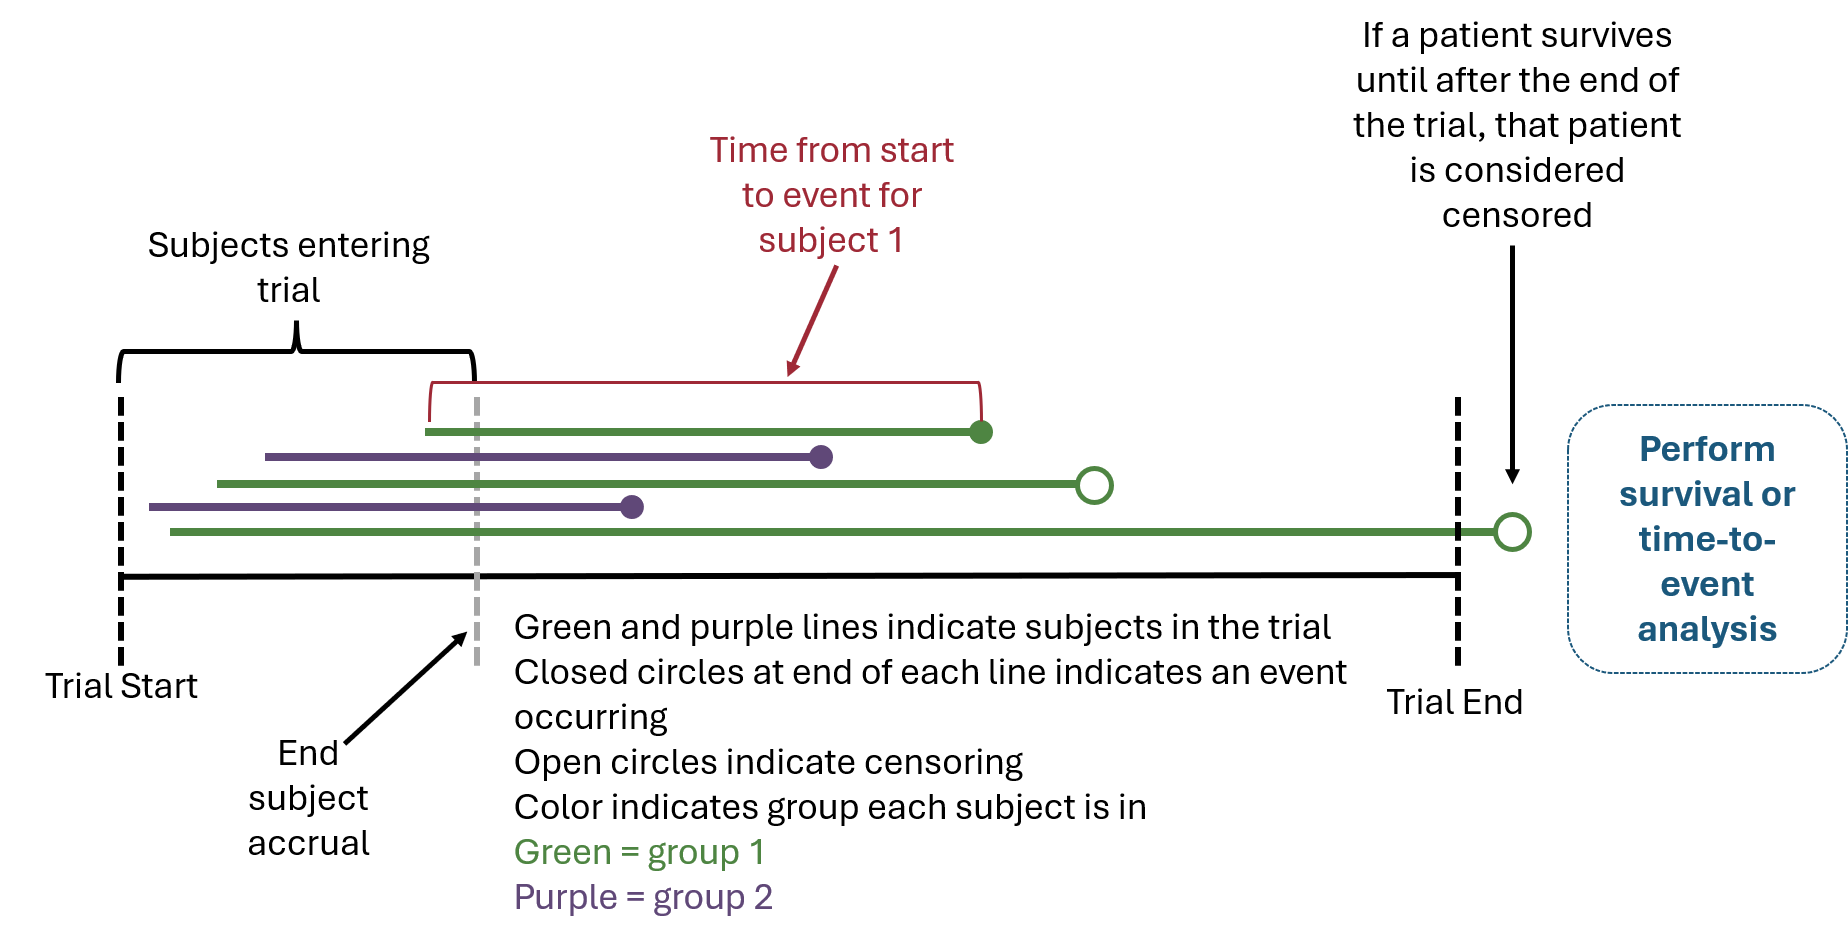 If a patient survives
until after the end of
the trial, that patient
is considered
censored
Time from start
to event for
subject 1
Subjects entering
trial
Perform
survival or
time-to-
event
analysis
Trial Start
Trial End
End
subject
accrual
Green and purple lines indicate subjects in the trial
Closed circles at end of each line indicates an event
occurring
Open circles indicate censoring
Color indicates group each subject is in
Green = group 1
Purple = group 2